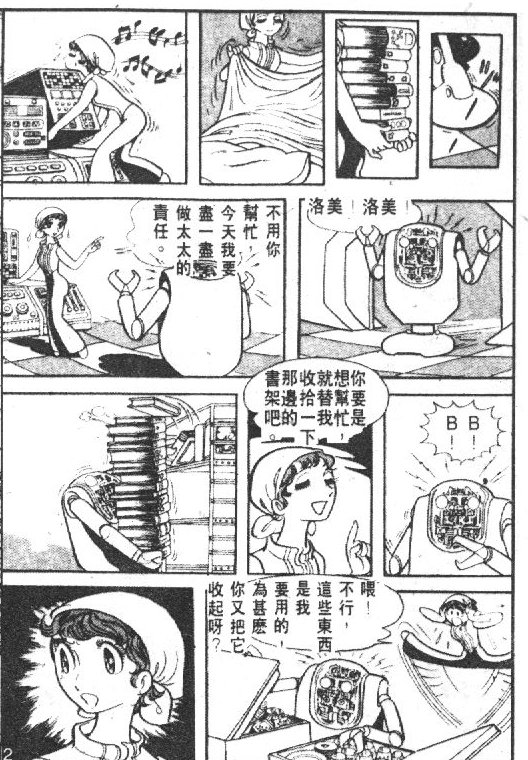 洛美！洛美！
不用你
幫忙，
今天我要
盡一盡
做太太的
責任。
BB
！！
你要是
想幫忙，
就替我
收拾一下
那邊的
書架吧。
喂！
不行，
這些東西
是我
要用的，
為甚麼
你又把它
收起呀？
2